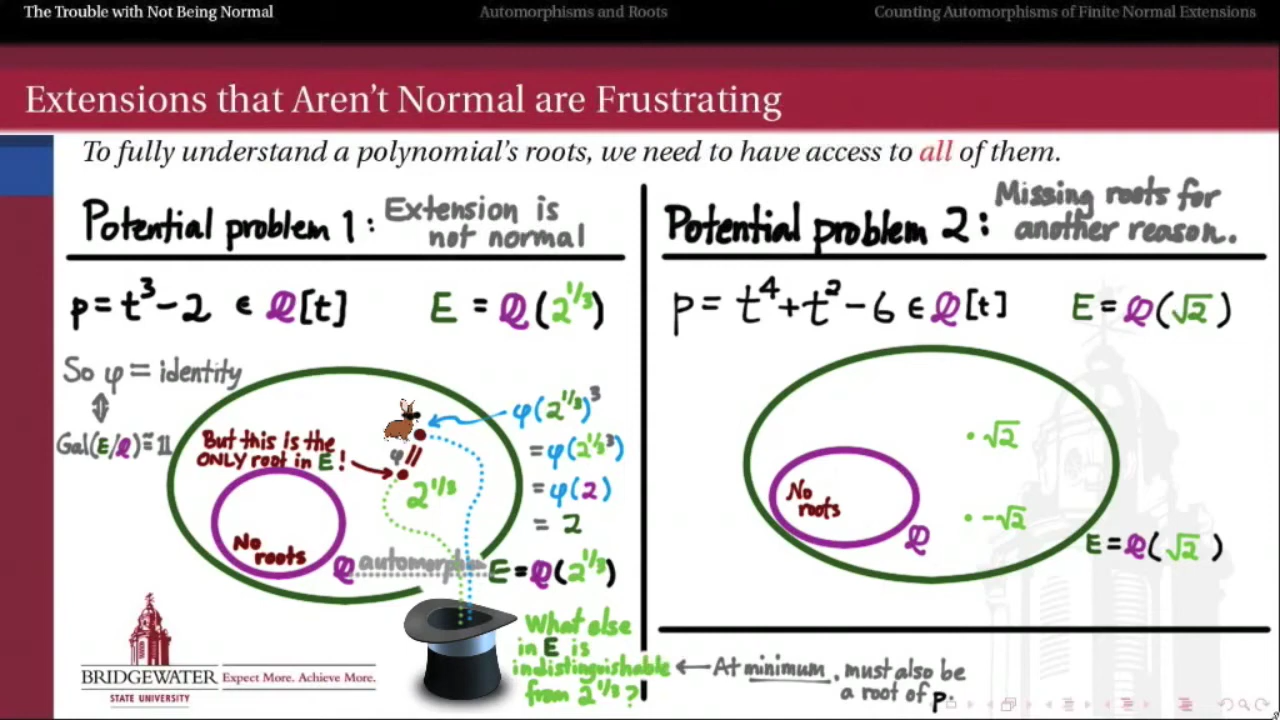 The Trouble with Not Being Normal
Automorphisms and Roots
Counting Automorphisms of Finite Normal Extensions
Extensions that Aren't Normal are Frustrating
To fully understand a polynomial's roots, we need to have access to all of them.
Potential problem 1: Extension is
not normal
p = t³ - 2 ∈ ℚ[t]
E = ℚ(2^{1/3})
So φ = identity
⇕
Gal(E/ℚ) ≅ 𝟙
But this is the
ONLY root in E!
φ
2^{1/3}
No
roots
ℚ
φ(2^{1/3})³
= φ(2^{1/3 ³})
= φ(2)
= 2
E = ℚ(2^{1/3})
What else
in E is
indistinguishable
from 2^{1/3}?
← At minimum, must also be
a root of p.
Potential problem 2: Missing roots for
another reason.
p = t⁴ + t² - 6 ∈ ℚ[t]
E = ℚ(√2)
· √2
· -√2
No
roots
ℚ
E = ℚ(√2)
BRIDGEWATER
STATE UNIVERSITY
Expect More. Achieve More.